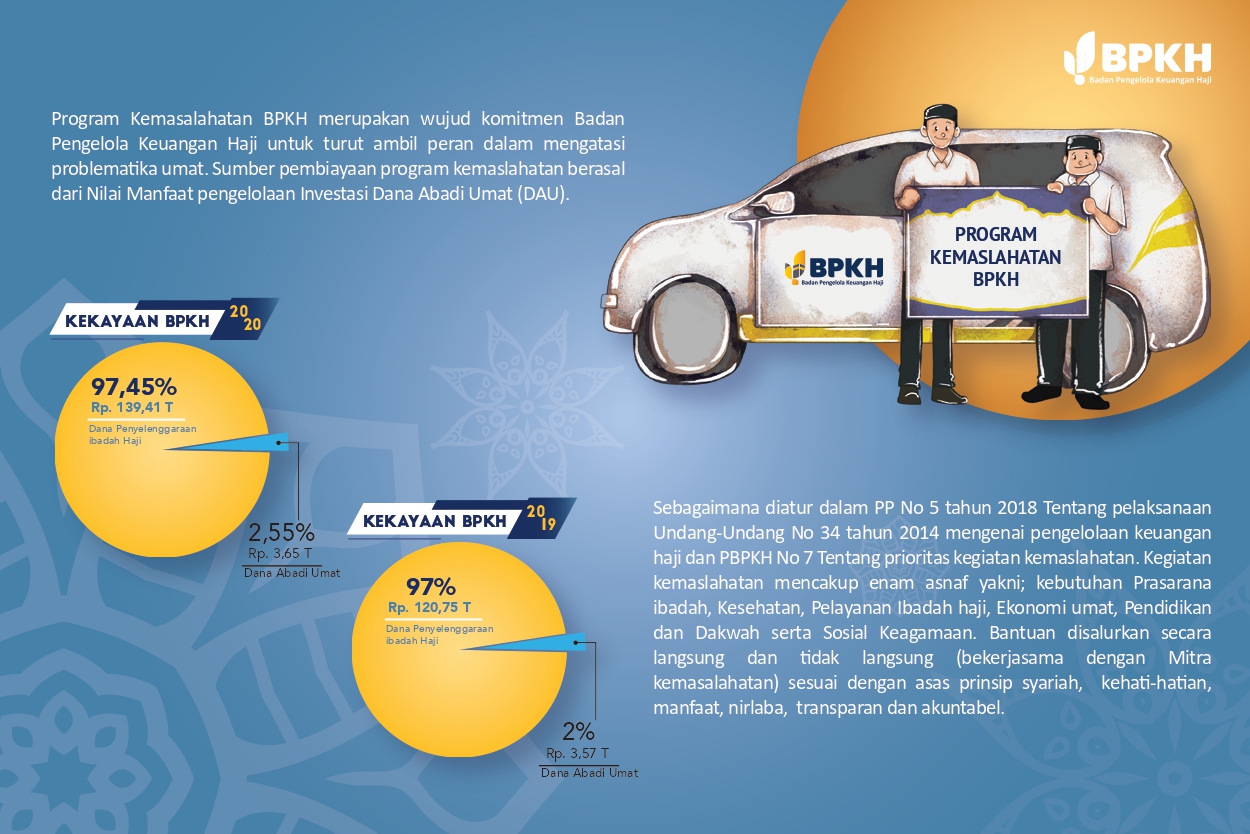 BPKH
Badan Pengelola Keuangan Haji
Program Kemasalahatan BPKH merupakan wujud komitmen Badan
Pengelola Keuangan Haji untuk turut ambil peran dalam mengatasi
problematika umat. Sumber pembiayaan program kemaslahatan berasal
dari Nilai Manfaat pengelolaan Investasi Dana Abadi Umat (DAU).
PROGRAM
KEMASLAHATAN
BPKH
BPKH
Badan Pengelola Keuangan Haji
KEKAYAAN BPKH 2020
97,45%
Rp. 139,41 T
Dana Penyelenggaraan
ibadah Haji
2,55%
Rp. 3,65 T
Dana Abadi Umat
KEKAYAAN BPKH 2019
97%
Rp. 120,75 T
Dana Penyelenggaraan
ibadah Haji
2%
Rp. 3,57 T
Dana Abadi Umat
Sebagaimana diatur dalam PP No 5 tahun 2018 Tentang pelaksanaan
Undang-Undang No 34 tahun 2014 mengenai pengelolaan keuangan
haji dan PBPKH No 7 Tentang prioritas kegiatan kemaslahatan. Kegiatan
kemaslahatan mencakup enam asnaf yakni; kebutuhan Prasarana
ibadah, Kesehatan, Pelayanan Ibadah haji, Ekonomi umat, Pendidikan
dan Dakwah serta Sosial Keagamaan. Bantuan disalurkan secara
langsung dan tidak langsung (bekerjasama dengan Mitra
kemasalahatan) sesuai dengan asas prinsip syariah, kehati-hatian,
manfaat, nirlaba, transparan dan akuntabel.